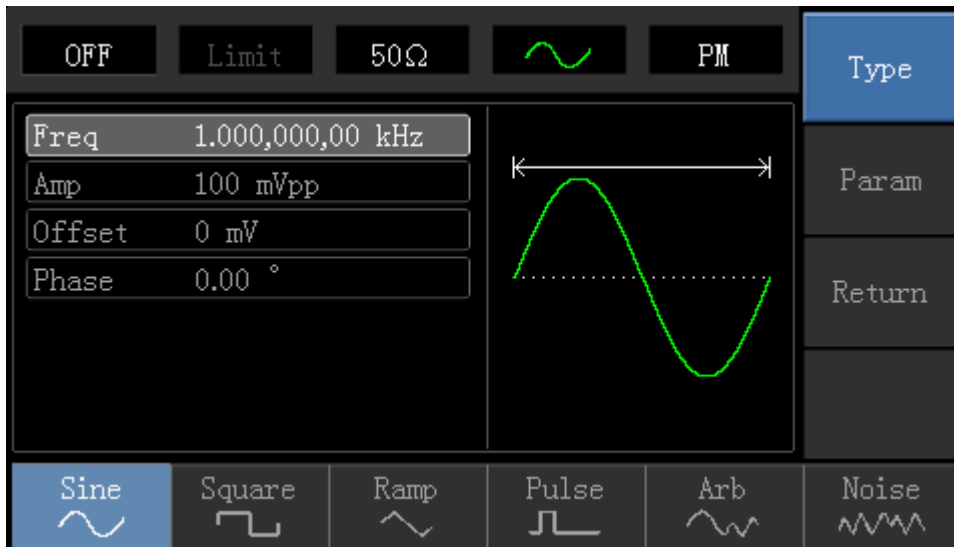 OFF Limit 50Ω PM
Type
Freq 1.000,000,00 kHz
Amp 100 mVpp
Offset 0 mV
Phase 0.00 °
Param
Return
Sine Square Ramp Pulse Arb Noise